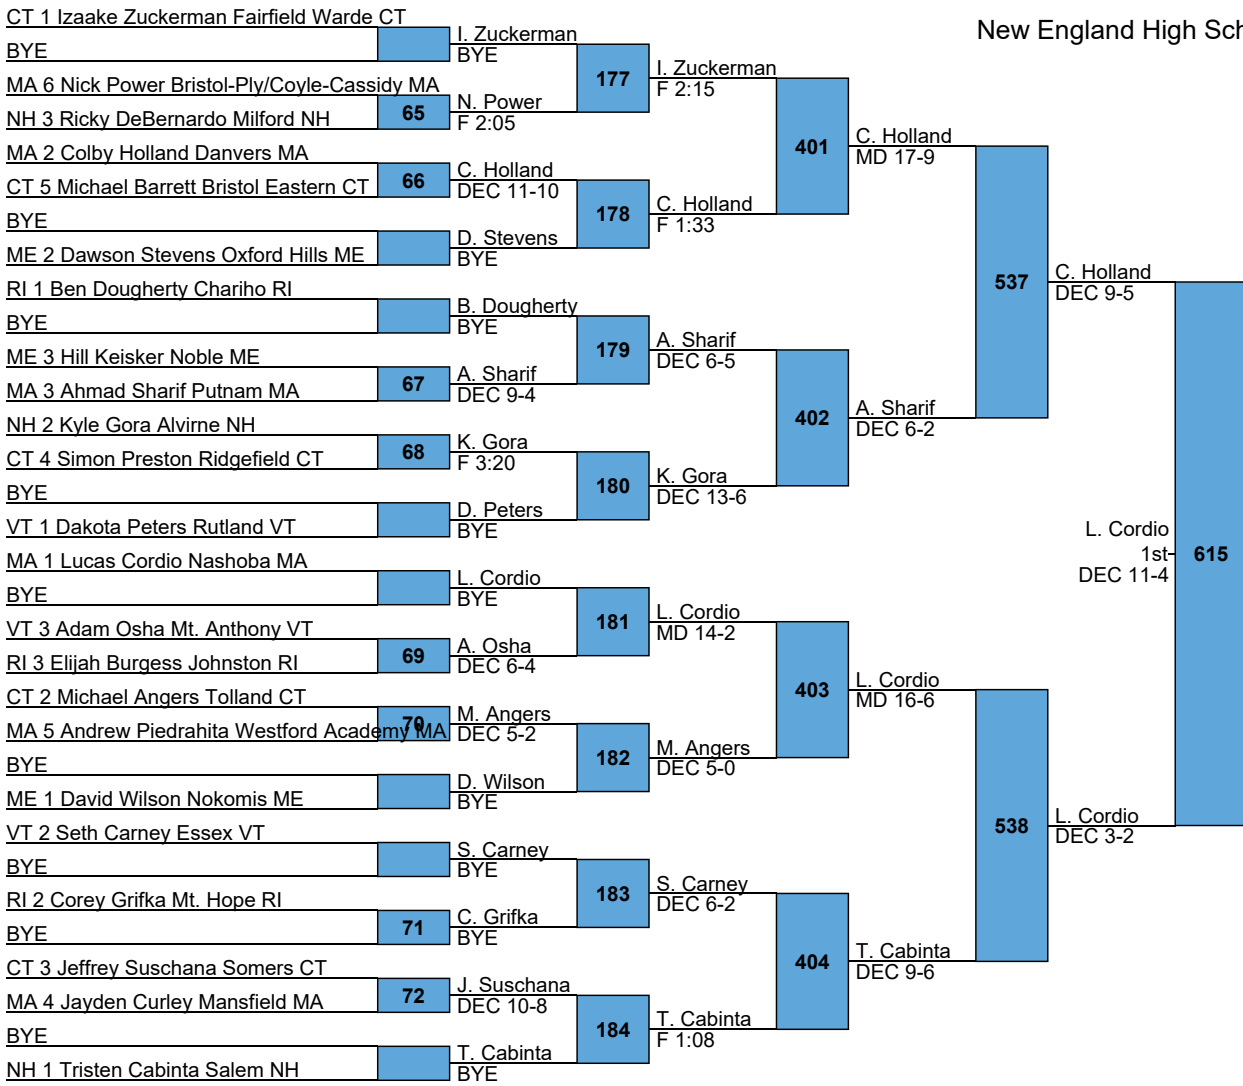 New England High Sch
CT 1 Izaake Zuckerman Fairfield Warde CT
BYE
MA 6 Nick Power Bristol-Ply/Coyle-Cassidy MA
NH 3 Ricky DeBernardo Milford NH
MA 2 Colby Holland Danvers MA
CT 5 Michael Barrett Bristol Eastern CT
BYE
ME 2 Dawson Stevens Oxford Hills ME
RI 1 Ben Dougherty Chariho RI
BYE
ME 3 Hill Keisker Noble ME
MA 3 Ahmad Sharif Putnam MA
NH 2 Kyle Gora Alvirne NH
CT 4 Simon Preston Ridgefield CT
BYE
VT 1 Dakota Peters Rutland VT
MA 1 Lucas Cordio Nashoba MA
BYE
VT 3 Adam Osha Mt. Anthony VT
RI 3 Elijah Burgess Johnston RI
CT 2 Michael Angers Tolland CT
MA 5 Andrew Piedrahita Westford Academy MA
BYE
ME 1 David Wilson Nokomis ME
VT 2 Seth Carney Essex VT
BYE
RI 2 Corey Grifka Mt. Hope RI
BYE
CT 3 Jeffrey Suschana Somers CT
MA 4 Jayden Curley Mansfield MA
BYE
NH 1 Tristen Cabinta Salem NH
65
66
67
68
69
70
71
72
I. Zuckerman
BYE
N. Power
F 2:05
C. Holland
DEC 11-10
D. Stevens
BYE
B. Dougherty
BYE
A. Sharif
DEC 9-4
K. Gora
F 3:20
D. Peters
BYE
L. Cordio
BYE
A. Osha
DEC 6-4
M. Angers
DEC 5-2
D. Wilson
BYE
S. Carney
BYE
C. Grifka
BYE
J. Suschana
DEC 10-8
T. Cabinta
BYE
177
178
179
180
181
182
183
184
I. Zuckerman
F 2:15
C. Holland
F 1:33
A. Sharif
DEC 6-5
K. Gora
DEC 13-6
L. Cordio
MD 14-2
M. Angers
DEC 5-0
S. Carney
DEC 6-2
T. Cabinta
F 1:08
401
402
403
404
C. Holland
MD 17-9
A. Sharif
DEC 6-2
L. Cordio
MD 16-6
T. Cabinta
DEC 9-6
537
538
C. Holland
DEC 9-5
L. Cordio
DEC 3-2
L. Cordio
1st
DEC 11-4
615